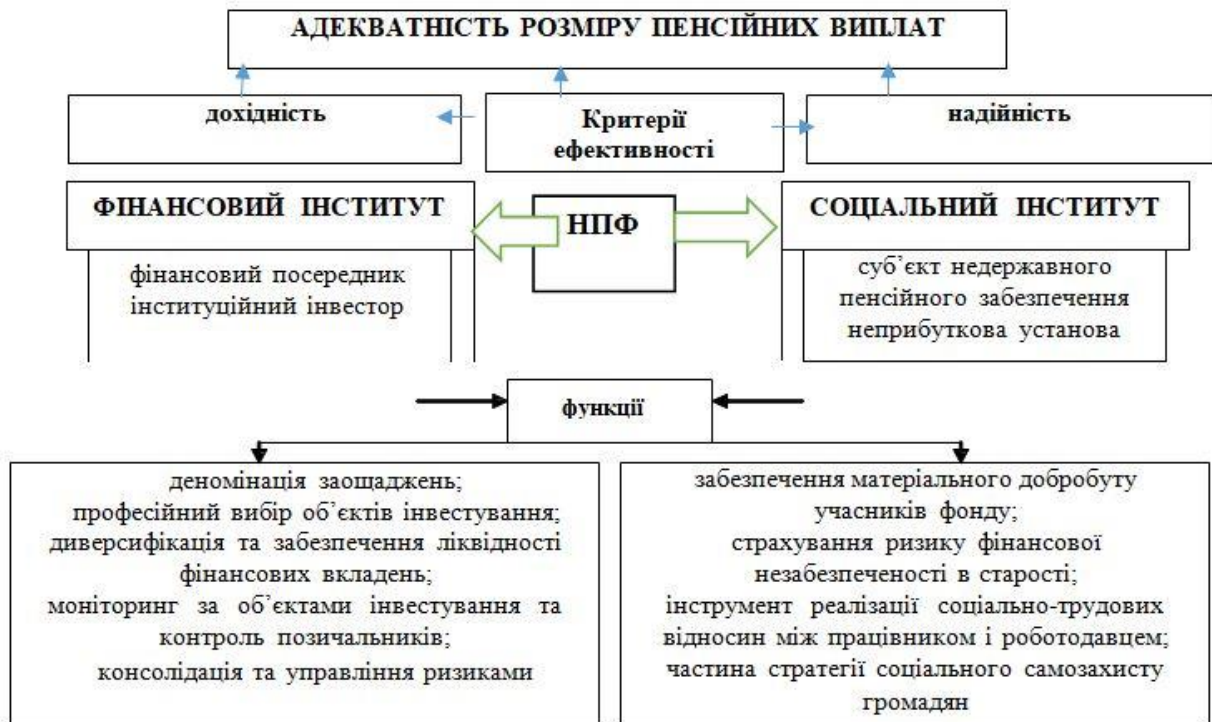 АДЕКВАТНІСТЬ РОЗМІРУ ПЕНСІЙНИХ ВИПЛАТ
дохідність
Критерії
ефективності
надійність
ФІНАНСОВИЙ ІНСТИТУТ
НПФ
СОЦІАЛЬНИЙ ІНСТИТУТ
фінансовий посередник
інституційний інвестор
суб’єкт недержавного
пенсійного забезпечення
неприбуткова установа
функції
деномінація заощаджень;
професійний вибір об’єктів інвестування;
диверсифікація та забезпечення ліквідності
фінансових вкладень;
моніторинг за об’єктами інвестування та
контроль позичальників;
консолідація та управління ризиками
забезпечення матеріального добробуту
учасників фонду;
страхування ризику фінансової
незабезпеченості в старості;
інструмент реалізації соціально-трудових
відносин між працівником і роботодавцем;
частина стратегії соціального самозахисту
громадян